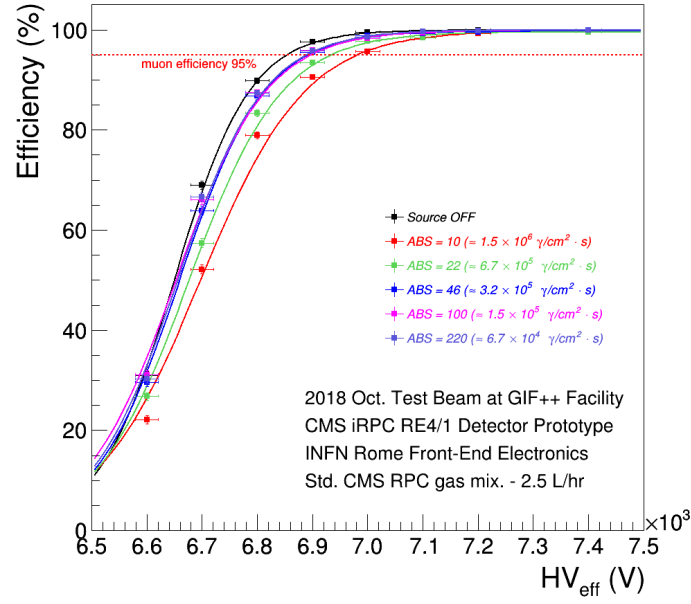 Efficiency (%)
100
80
60
40
20
0
muon efficiency 95%
Source OFF
ABS = 10 (≈ 1.5 × 10⁶ γ/cm² · s)
ABS = 22 (≈ 6.7 × 10⁵ γ/cm² · s)
ABS = 46 (≈ 3.2 × 10⁵ γ/cm² · s)
ABS = 100 (≈ 1.5 × 10⁵ γ/cm² · s)
ABS = 220 (≈ 6.7 × 10⁴ γ/cm² · s)
2018 Oct. Test Beam at GIF++ Facility
CMS iRPC RE4/1 Detector Prototype
INFN Rome Front-End Electronics
Std. CMS RPC gas mix. - 2.5 L/hr
6.5 6.6 6.7 6.8 6.9 7.0 7.1 7.2 7.3 7.4 7.5
×10³
HVeff (V)